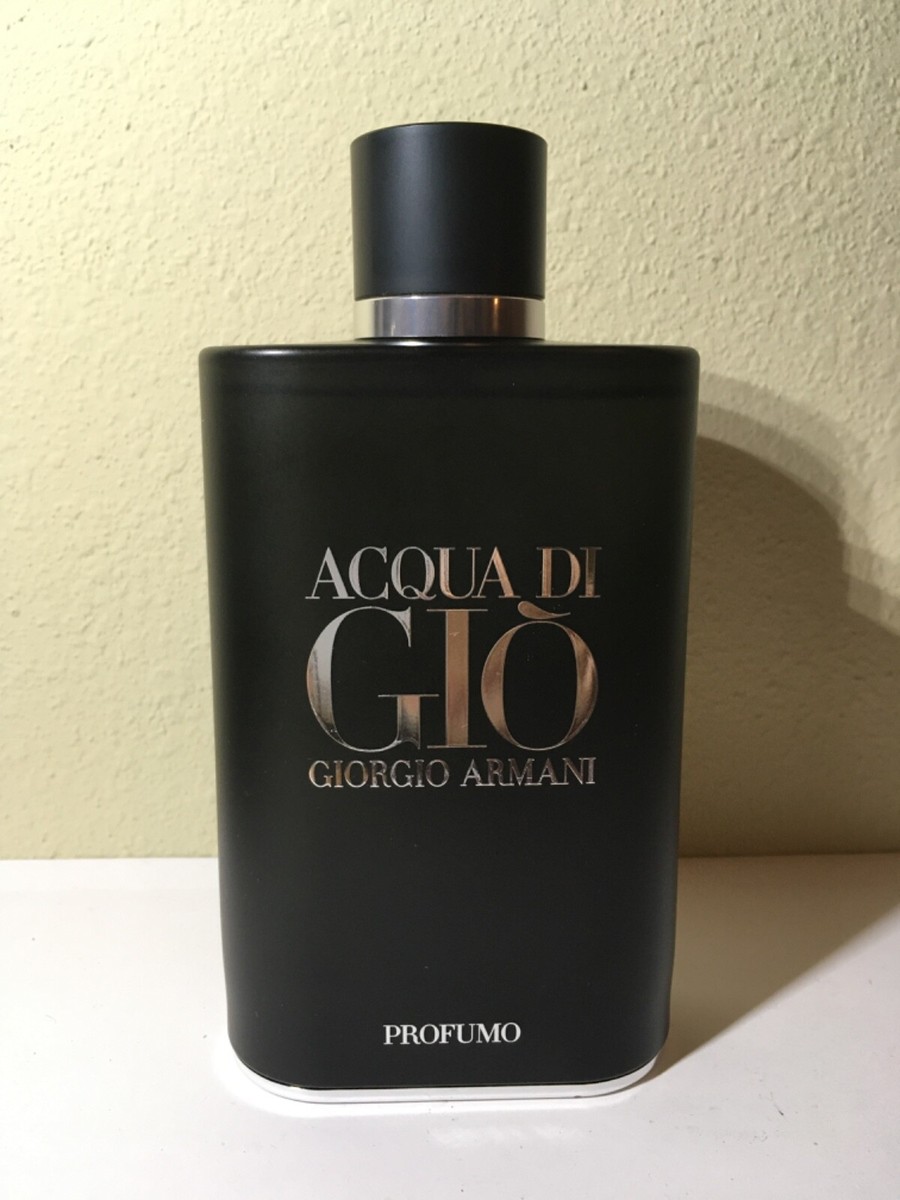 ACQUA DI
GIÒ
GIORGIO ARMANI
PROFUMO